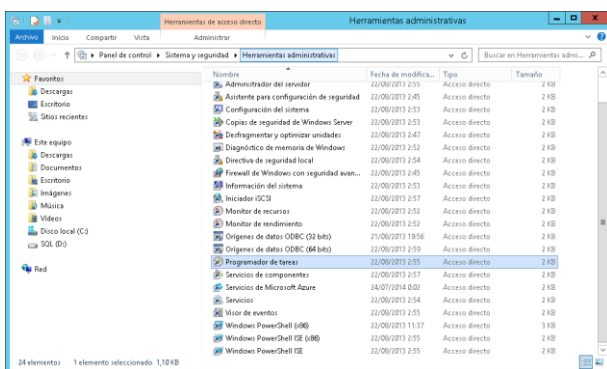 Herramientas de acceso directo
Herramientas administrativas
Archivo Inicio Compartir Vista Administrar
Panel de control Sistema y seguridad Herramientas administrativas
Buscar en Herramientas admi...
Nombre Fecha de modifica... Tipo Tamaño
Favoritos
Descargas
Escritorio
Sitios recientes
Este equipo
Descargas
Documentos
Escritorio
Imágenes
Música
Vídeos
Disco local (C:)
SQL (D:)
Red
Administrador del servidor 22/08/2013 2:55 Acceso directo 2 KB
Asistente para configuración de seguridad 22/08/2013 2:45 Acceso directo 2 KB
Configuración del sistema 22/08/2013 2:53 Acceso directo 2 KB
Copias de seguridad de Windows Server 22/08/2013 2:53 Acceso directo 2 KB
Desfragmentar y optimizar unidades 22/08/2013 2:47 Acceso directo 2 KB
Diagnóstico de memoria de Windows 22/08/2013 2:52 Acceso directo 2 KB
Directiva de seguridad local 22/08/2013 2:54 Acceso directo 2 KB
Firewall de Windows con seguridad avan... 22/08/2013 2:45 Acceso directo 2 KB
Información del sistema 22/08/2013 2:53 Acceso directo 2 KB
Iniciador iSCSI 22/08/2013 2:57 Acceso directo 2 KB
Monitor de recursos 22/08/2013 2:52 Acceso directo 2 KB
Monitor de rendimiento 22/08/2013 2:52 Acceso directo 2 KB
Orígenes de datos ODBC (32 bits) 21/08/2013 19:56 Acceso directo 2 KB
Orígenes de datos ODBC (64 bits) 22/08/2013 2:59 Acceso directo 2 KB
Programador de tareas 22/08/2013 2:55 Acceso directo 2 KB
Servicios de componentes 22/08/2013 2:57 Acceso directo 2 KB
Servicios de Microsoft Azure 24/07/2014 0:02 Acceso directo 2 KB
Servicios 22/08/2013 2:54 Acceso directo 2 KB
Visor de eventos 22/08/2013 2:55 Acceso directo 2 KB
Windows PowerShell (x86) 22/08/2013 11:37 Acceso directo 3 KB
Windows PowerShell ISE (x86) 22/08/2013 2:55 Acceso directo 2 KB
Windows PowerShell ISE 22/08/2013 2:55 Acceso directo 2 KB
24 elementos 1 elemento seleccionado 1,10 KB